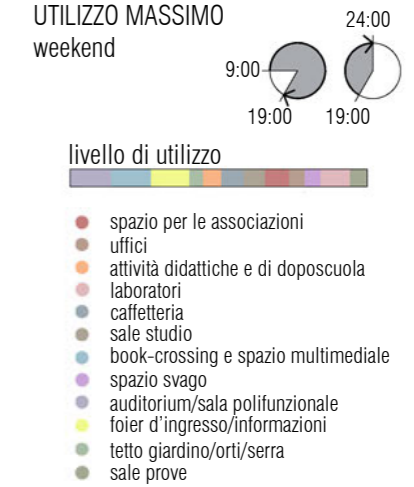 UTILIZZO MASSIMO
weekend
24:00
9:00
19:00
19:00
livello di utilizzo
spazio per le associazioni
uffici
attività didattiche e di doposcuola
laboratori
caffetteria
sale studio
book-crossing e spazio multimediale
spazio svago
auditorium/sala polifunzionale
foier d'ingresso/informazioni
tetto giardino/orti/serra
sale prove